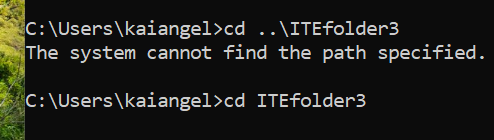 C:\Users\kaiangel>cd ..\ITEfolder3
The system cannot find the path specified.
C:\Users\kaiangel>cd ITEfolder3